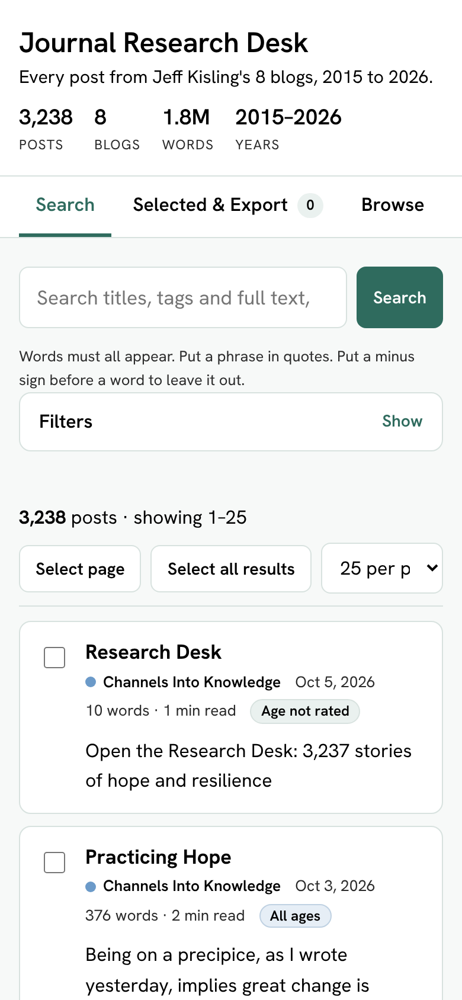 Journal Research Desk
Every post from Jeff Kisling's 8 blogs, 2015 to 2026.
3,238 8 1.8M 2015–2026
POSTS BLOGS WORDS YEARS
Search Selected & Export 0 Browse
Search titles, tags and full text, Search
Words must all appear. Put a phrase in quotes. Put a minus
sign before a word to leave it out.
Filters Show
3,238 posts · showing 1–25
Select page Select all results 25 per p
Research Desk
Channels Into Knowledge Oct 5, 2026
10 words · 1 min read Age not rated
Open the Research Desk: 3,237 stories
of hope and resilience
Practicing Hope
Channels Into Knowledge Oct 3, 2026
376 words · 2 min read All ages
Being on a precipice, as I wrote
yesterday, implies great change is